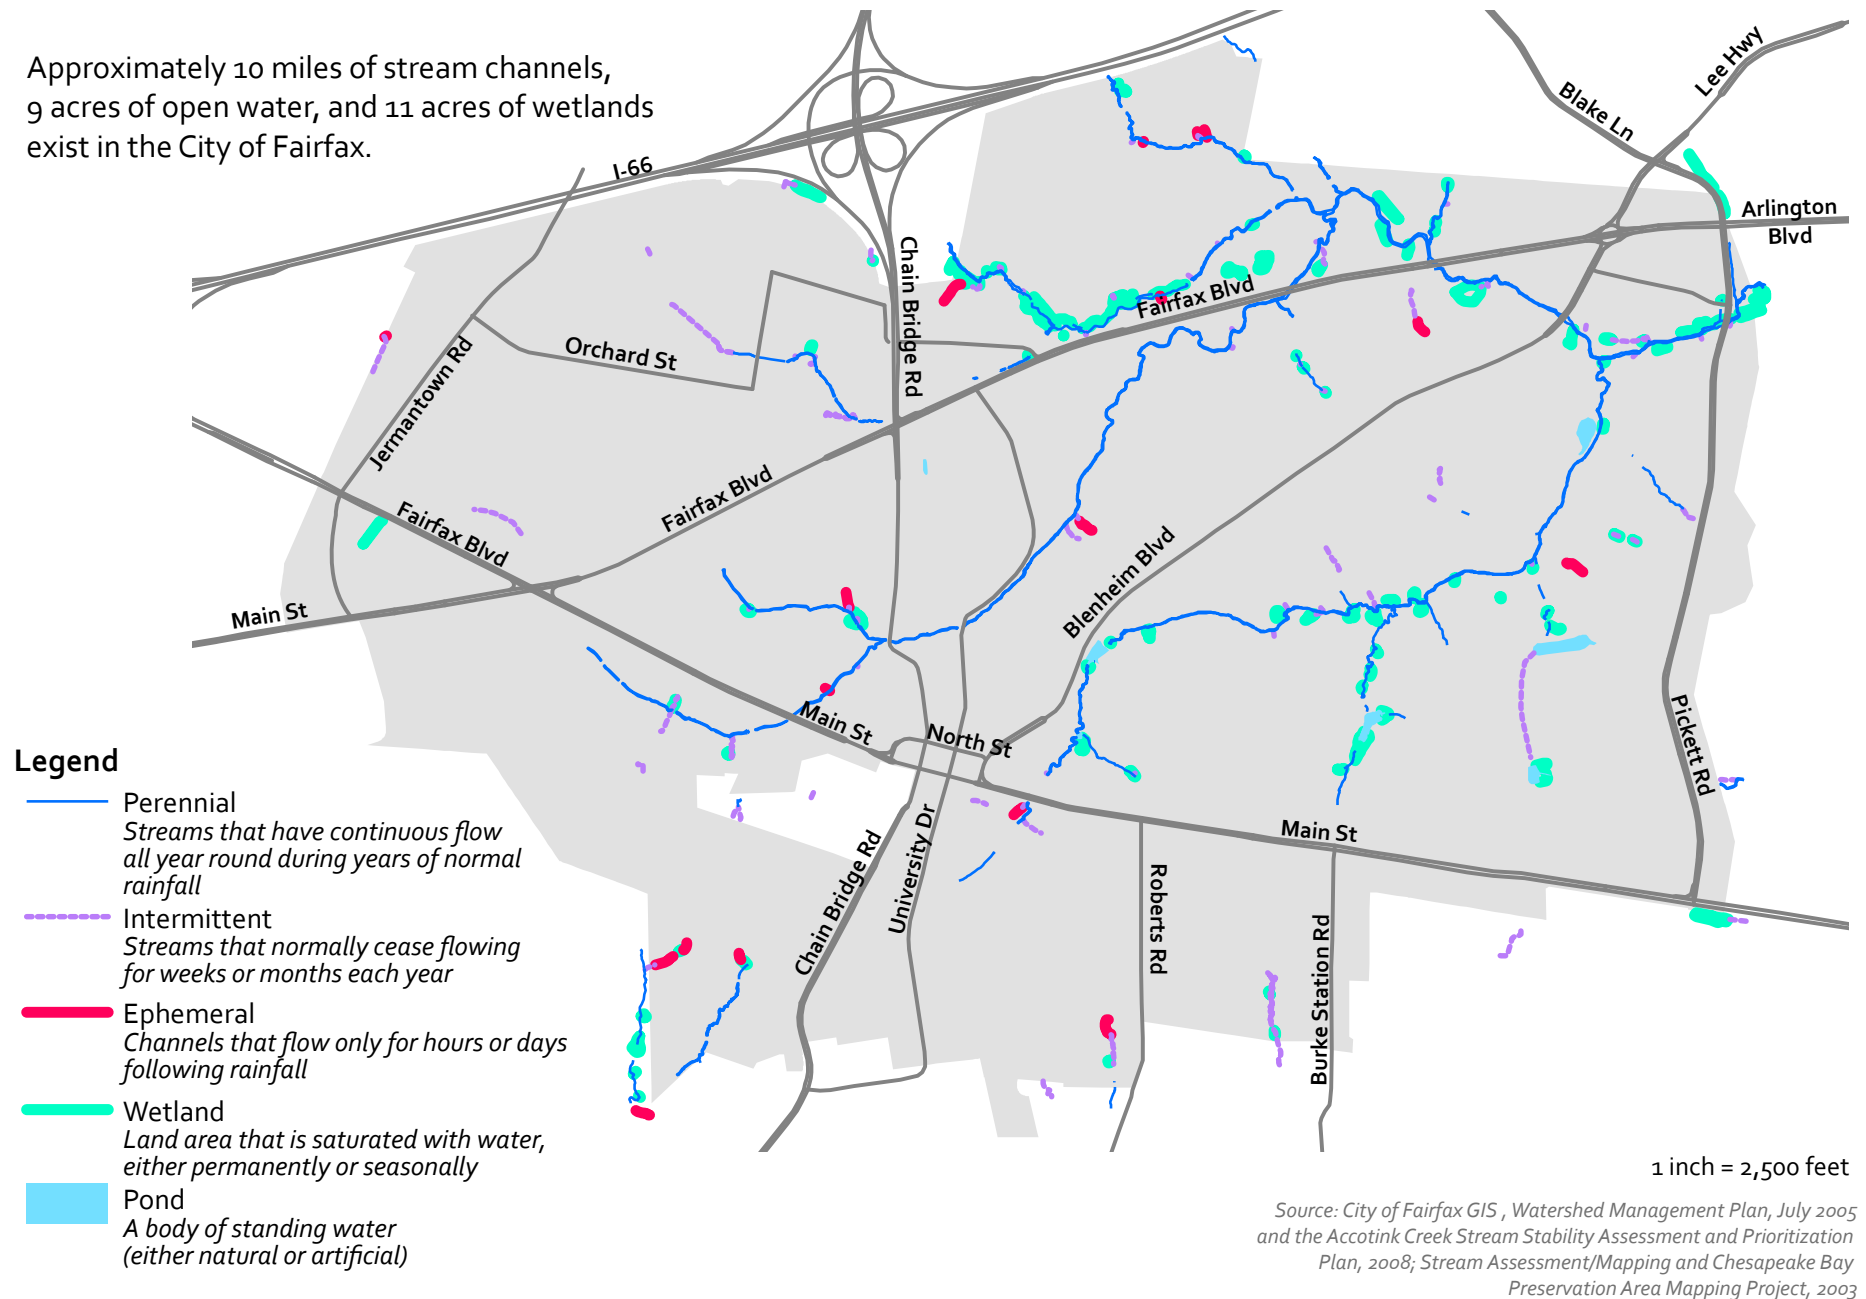 Approximately 10 miles of stream channels,
9 acres of open water, and 11 acres of wetlands
exist in the City of Fairfax.
I-66
Blake Ln
Lee Hwy
Arlington
Blvd
Chain Bridge Rd
Fairfax Blvd
Orchard St
Jermantown Rd
Fairfax Blvd
Fairfax Blvd
Main St
Blenheim Blvd
Main St
North St
Pickett Rd
Main St
Chain Bridge Rd
University Dr
Roberts Rd
Burke Station Rd
Legend
Perennial
Streams that have continuous flow
all year round during years of normal
rainfall
Intermittent
Streams that normally cease flowing
for weeks or months each year
Ephemeral
Channels that flow only for hours or days
following rainfall
Wetland
Land area that is saturated with water,
either permanently or seasonally
Pond
A body of standing water
(either natural or artificial)
1 inch = 2,500 feet
Source: City of Fairfax GIS , Watershed Management Plan, July 2005
and the Accotink Creek Stream Stability Assessment and Prioritization
Plan, 2008; Stream Assessment/Mapping and Chesapeake Bay
Preservation Area Mapping Project, 2003